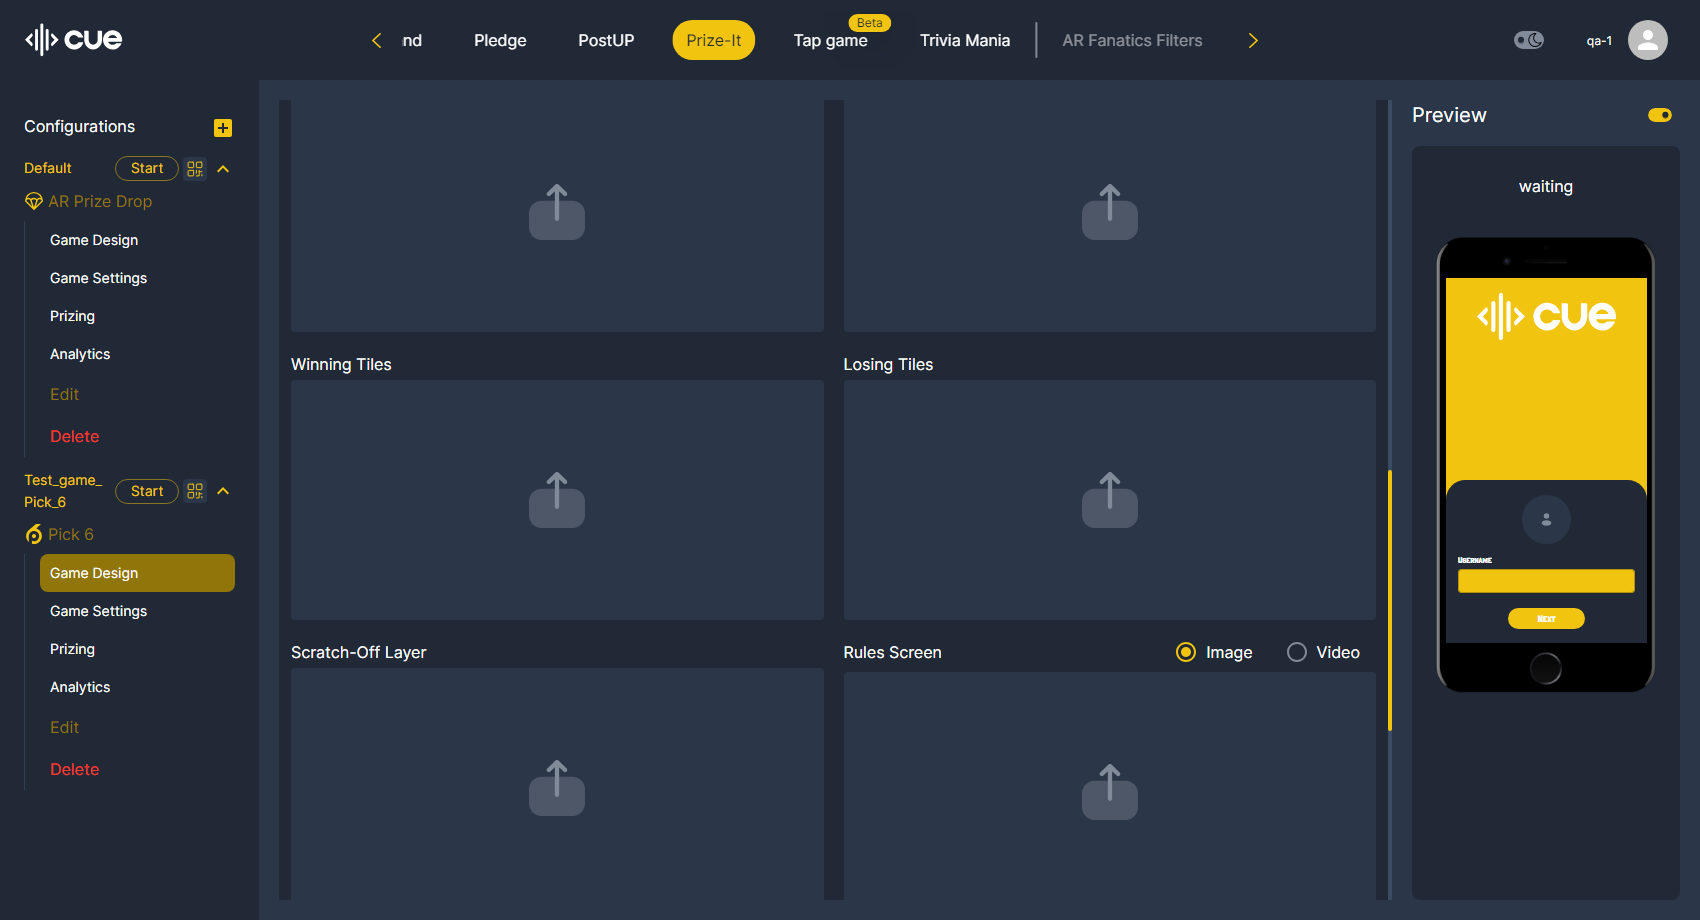 cue
nd
Pledge
PostUP
Prize-It
Beta
Tap game
Trivia Mania
AR Fanatics Filters
qa-1
Configurations
Default
Start
AR Prize Drop
Game Design
Game Settings
Prizing
Analytics
Edit
Delete
Test_game_
Pick_6
Start
Pick 6
Game Design
Game Settings
Prizing
Analytics
Edit
Delete
Winning Tiles
Losing Tiles
Scratch-Off Layer
Rules Screen
Image
Video
Preview
waiting
cue
Username
Next